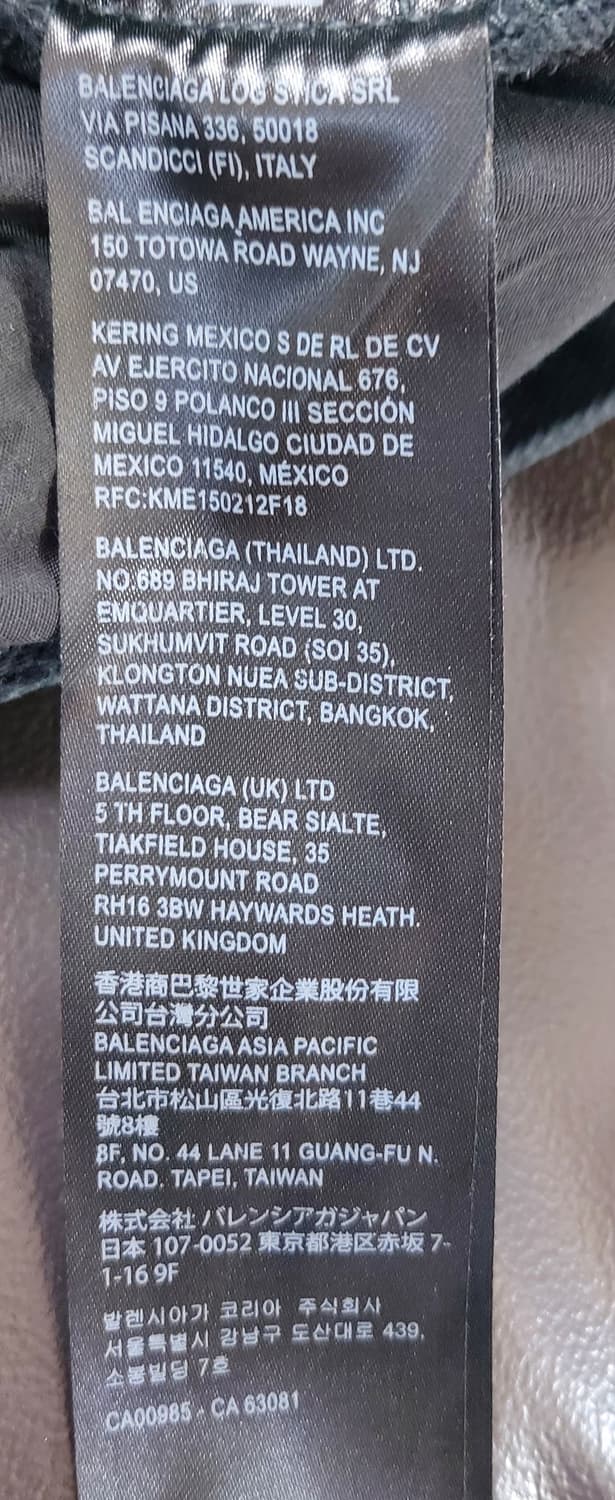 BALENCIAGA LOG STICA SRL
VIA PISANA 336, 50018
SCANDICCI (FI), ITALY
BAL ENCIAGA AMERICA INC
150 TOTOWA ROAD WAYNE, NJ
07470, US
KERING MEXICO S DE RL DE CV
AV EJERCITO NACIONAL 676,
PISO 9 POLANCO III SECCIÓN
MIGUEL HIDALGO CIUDAD DE
MEXICO 11540, MÉXICO
RFC:KME150212F18
BALENCIAGA (THAILAND) LTD.
NO.689 BHIRAJ TOWER AT
EMQUARTIER, LEVEL 30,
SUKHUMVIT ROAD (SOI 35),
KLONGTON NUEA SUB-DISTRICT,
WATTANA DISTRICT, BANGKOK,
THAILAND
BALENCIAGA (UK) LTD
5 TH FLOOR, BEAR SIALTE,
TIAKFIELD HOUSE, 35
PERRYMOUNT ROAD
RH16 3BW HAYWARDS HEATH.
UNITED KINGDOM
香港商巴黎世家企業股份有限
公司台灣分公司
BALENCIAGA ASIA PACIFIC
LIMITED TAIWAN BRANCH
台北市松山區光復北路11巷44
號8樓
8F, NO. 44 LANE 11 GUANG-FU N.
ROAD. TAPEI, TAIWAN
株式会社 バレンシアガジャパン
日本 107-0052 東京都港区赤坂 7-
1-16 9F
발렌시아가 코리아 주식회사
서울특별시 강남구 도산대로 439,
소봉빌딩 7호
CA00985 - CA 63081